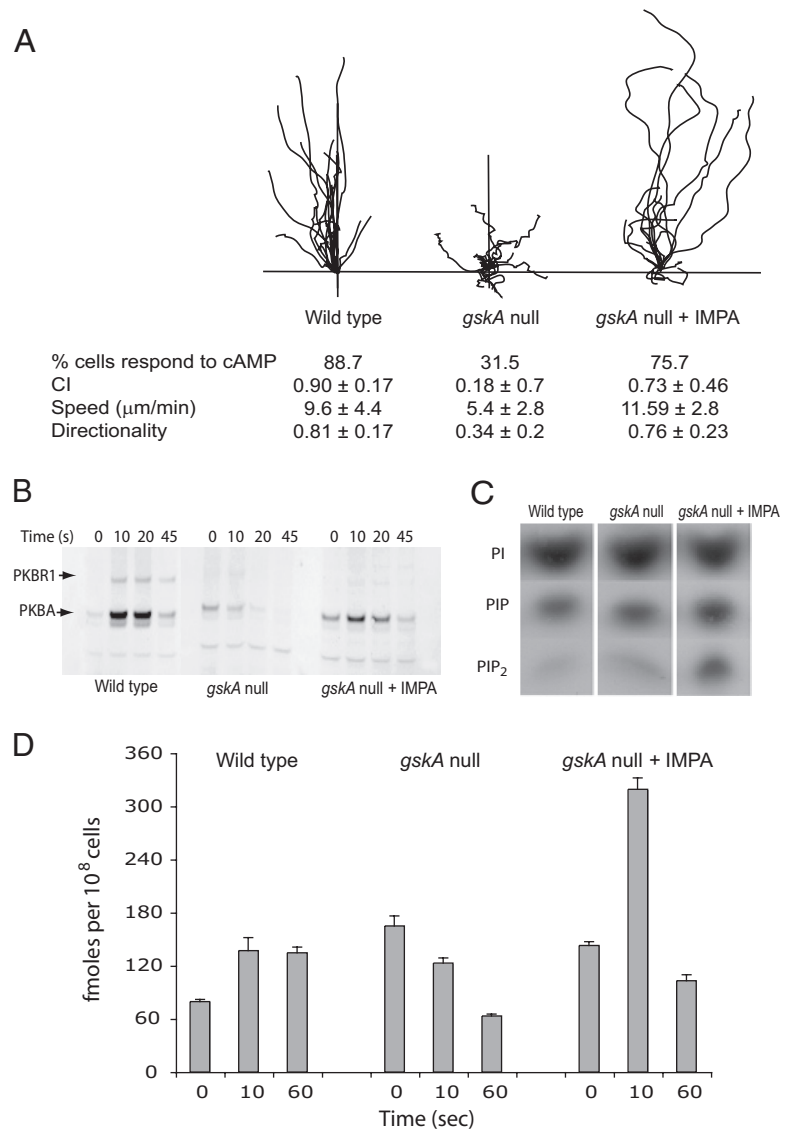 A
Wild type gskA null gskA null + IMPA
% cells respond to cAMP 88.7 31.5 75.7
CI 0.90 ± 0.17 0.18 ± 0.7 0.73 ± 0.46
Speed (μm/min) 9.6 ± 4.4 5.4 ± 2.8 11.59 ± 2.8
Directionality 0.81 ± 0.17 0.34 ± 0.2 0.76 ± 0.23
B
Time (s) 0 10 20 45 0 10 20 45 0 10 20 45
PKBR1
PKBA
Wild type gskA null gskA null + IMPA
C
Wild type gskA null gskA null + IMPA
PI
PIP
PIP₂
D
Wild type gskA null gskA null + IMPA
fmoles per 10⁸ cells
360
300
240
180
120
60
0
0 10 60 0 10 60 0 10 60
Time (sec)